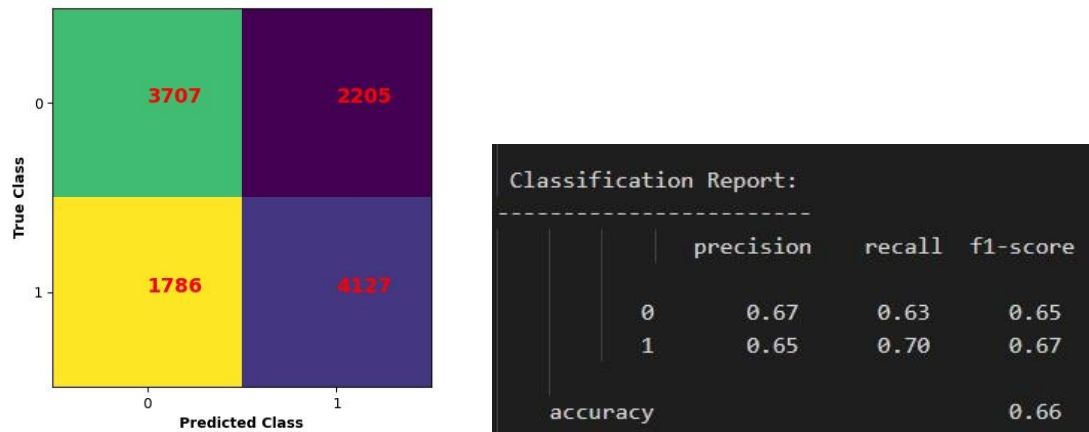 0
3707 2205
True Class
1
1786 4127
0 1
Predicted Class
Classification Report:
-------------------------
precision recall f1-score
0 0.67 0.63 0.65
1 0.65 0.70 0.67
accuracy 0.66